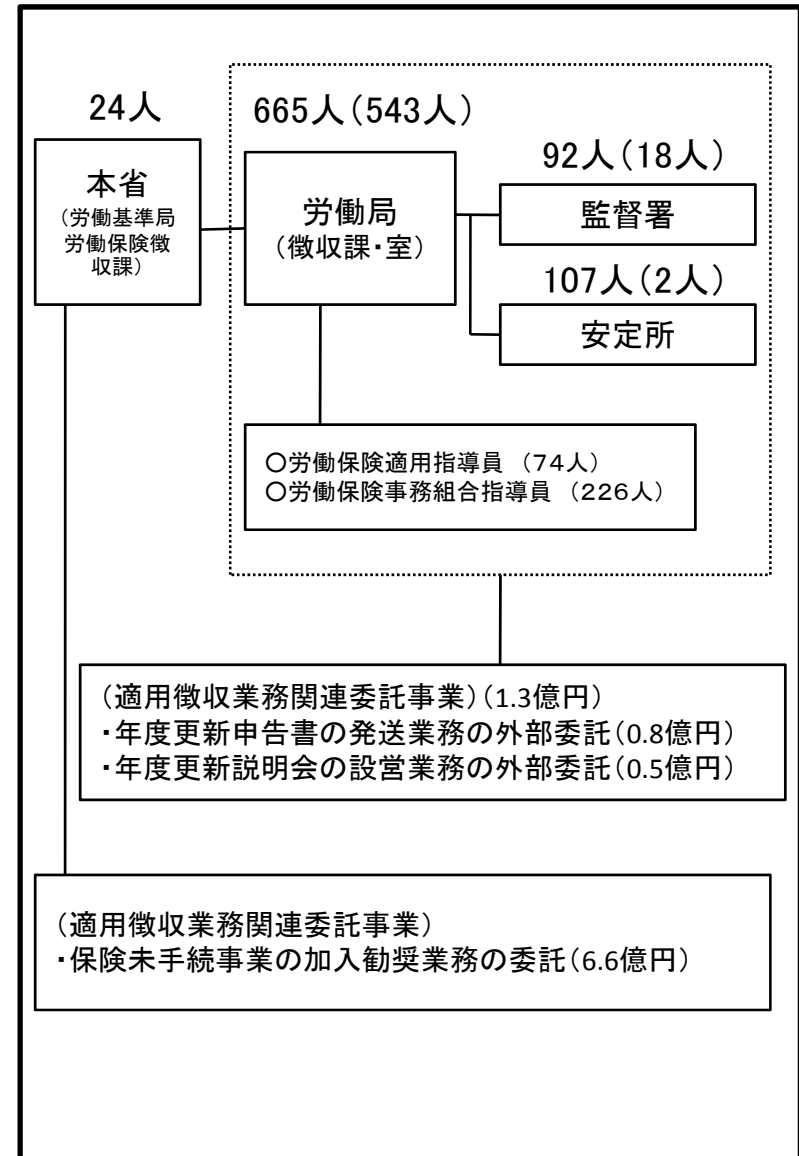 24人
本省
(労働基準局
労働保険徴
収課)
665人(543人)
労働局
(徴収課・室)
92人(18人)
監督署
107人(2人)
安定所
○労働保険適用指導員 (74人)
○労働保険事務組合指導員 (226人)
(適用徴収業務関連委託事業)(1.3億円)
・年度更新申告書の発送業務の外部委託(0.8億円)
・年度更新説明会の設営業務の外部委託(0.5億円)
(適用徴収業務関連委託事業)
・保険未手続事業の加入勧奨業務の委託(6.6億円)